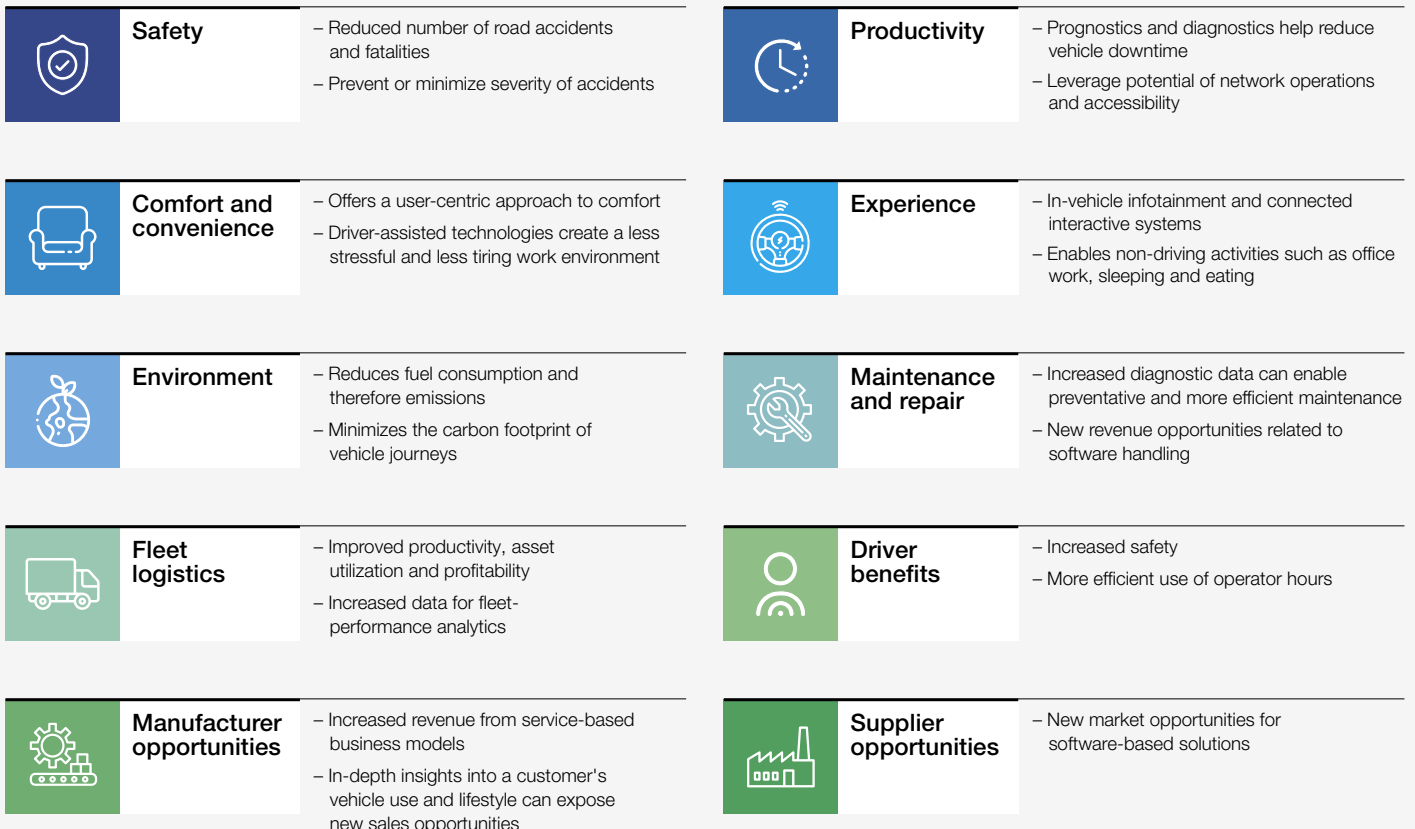 Safety
– Reduced number of road accidents
and fatalities
– Prevent or minimize severity of accidents
Productivity
– Prognostics and diagnostics help reduce
vehicle downtime
– Leverage potential of network operations
and accessibility
Comfort and
convenience
– Offers a user-centric approach to comfort
– Driver-assisted technologies create a less
stressful and less tiring work environment
Experience
– In-vehicle infotainment and connected
interactive systems
– Enables non-driving activities such as office
work, sleeping and eating
Environment
– Reduces fuel consumption and
therefore emissions
– Minimizes the carbon footprint of
vehicle journeys
Maintenance
and repair
– Increased diagnostic data can enable
preventative and more efficient maintenance
– New revenue opportunities related to
software handling
Fleet
logistics
– Improved productivity, asset
utilization and profitability
– Increased data for fleet-
performance analytics
Driver
benefits
– Increased safety
– More efficient use of operator hours
Manufacturer
opportunities
– Increased revenue from service-based
business models
– In-depth insights into a customer's
vehicle use and lifestyle can expose
new sales opportunities
Supplier
opportunities
– New market opportunities for
software-based solutions